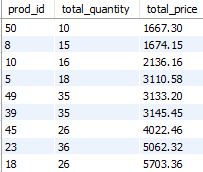 prod_id total_quantity total_price
50 10 1667.30
8 15 1674.15
10 16 2136.16
5 18 3110.58
49 35 3133.20
39 35 3145.45
45 26 4022.46
23 36 5062.32
18 26 5703.36